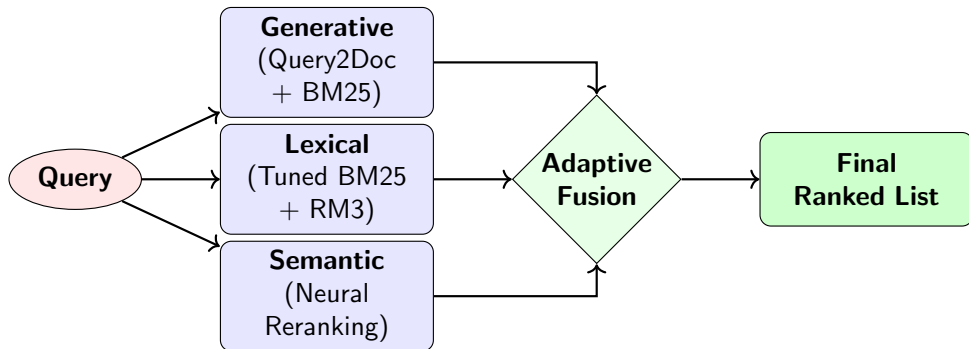 Query
Generative
(Query2Doc
+ BM25)
Lexical
(Tuned BM25
+ RM3)
Semantic
(Neural
Reranking)
Adaptive
Fusion
Final
Ranked List